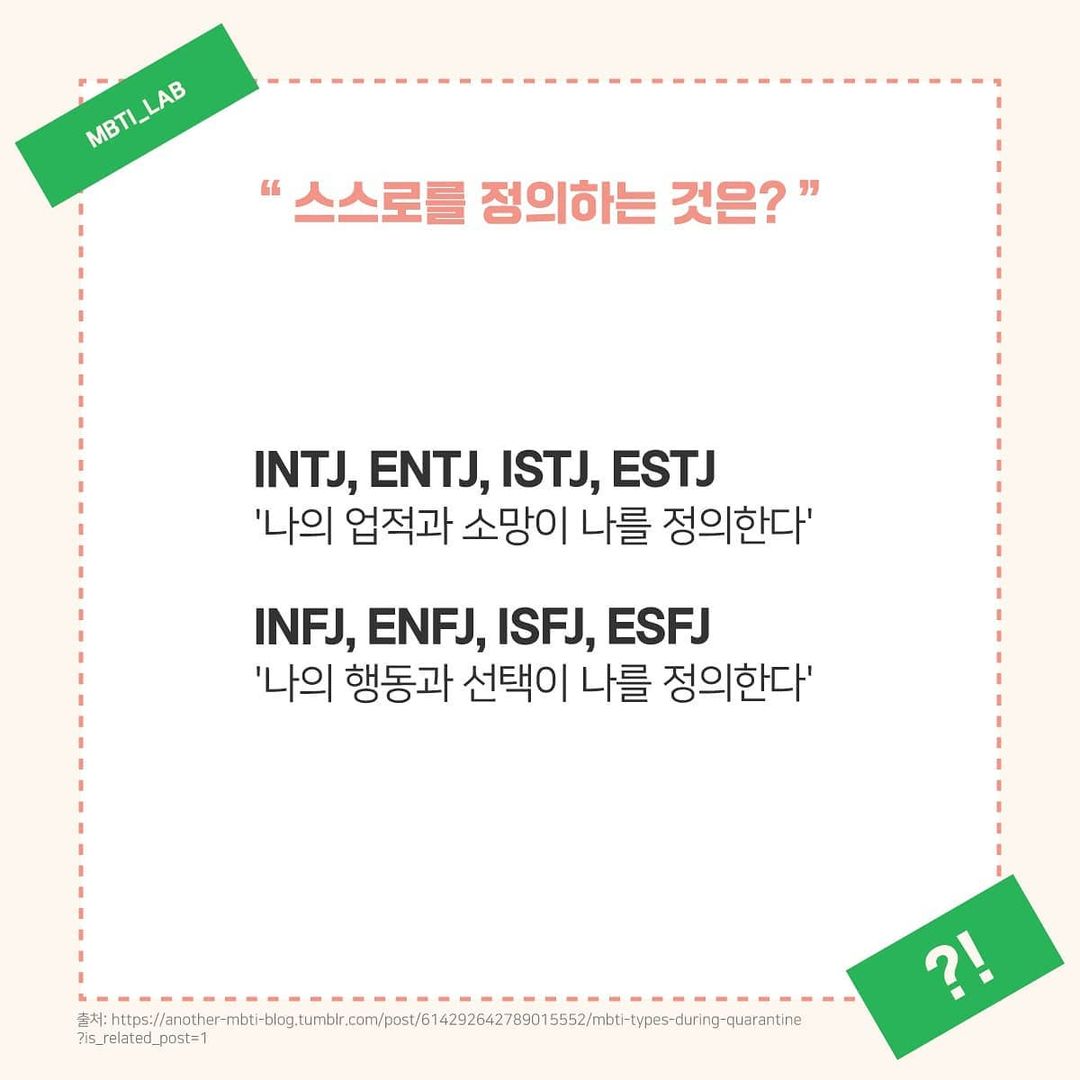 MBTI_LAB
“ 스스로를 정의하는 것은? ”
INTJ, ENTJ, ISTJ, ESTJ
'나의 업적과 소망이 나를 정의한다'
INFJ, ENFJ, ISFJ, ESFJ
'나의 행동과 선택이 나를 정의한다'
?!
출처: https://another-mbti-blog.tumblr.com/post/614292642789015552/mbti-types-during-quarantine
?is_related_post=1